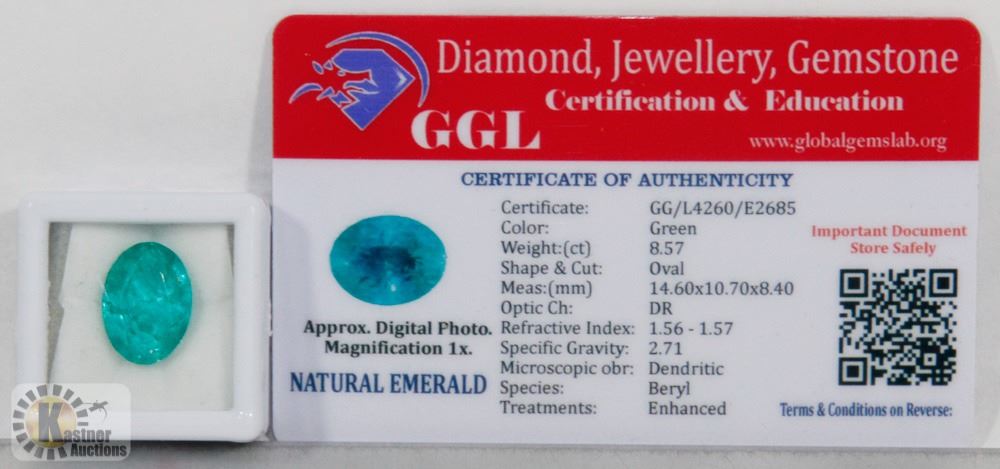 Diamond, Jewellery, Gemstone
Certification & Education
GGL
www.globalgemslab.org
CERTIFICATE OF AUTHENTICITY
Certificate: GG/L4260/E2685
Color: Green
Weight:(ct) 8.57
Shape & Cut: Oval
Meas:(mm) 14.60x10.70x8.40
Optic Ch: DR
Refractive Index: 1.56 - 1.57
Specific Gravity: 2.71
Microscopic obr: Dendritic
Species: Beryl
Treatments: Enhanced
Approx. Digital Photo.
Magnification 1x.
NATURAL EMERALD
Important Document
Store Safely
Terms & Conditions on Reverse:
Kastner
Auctions